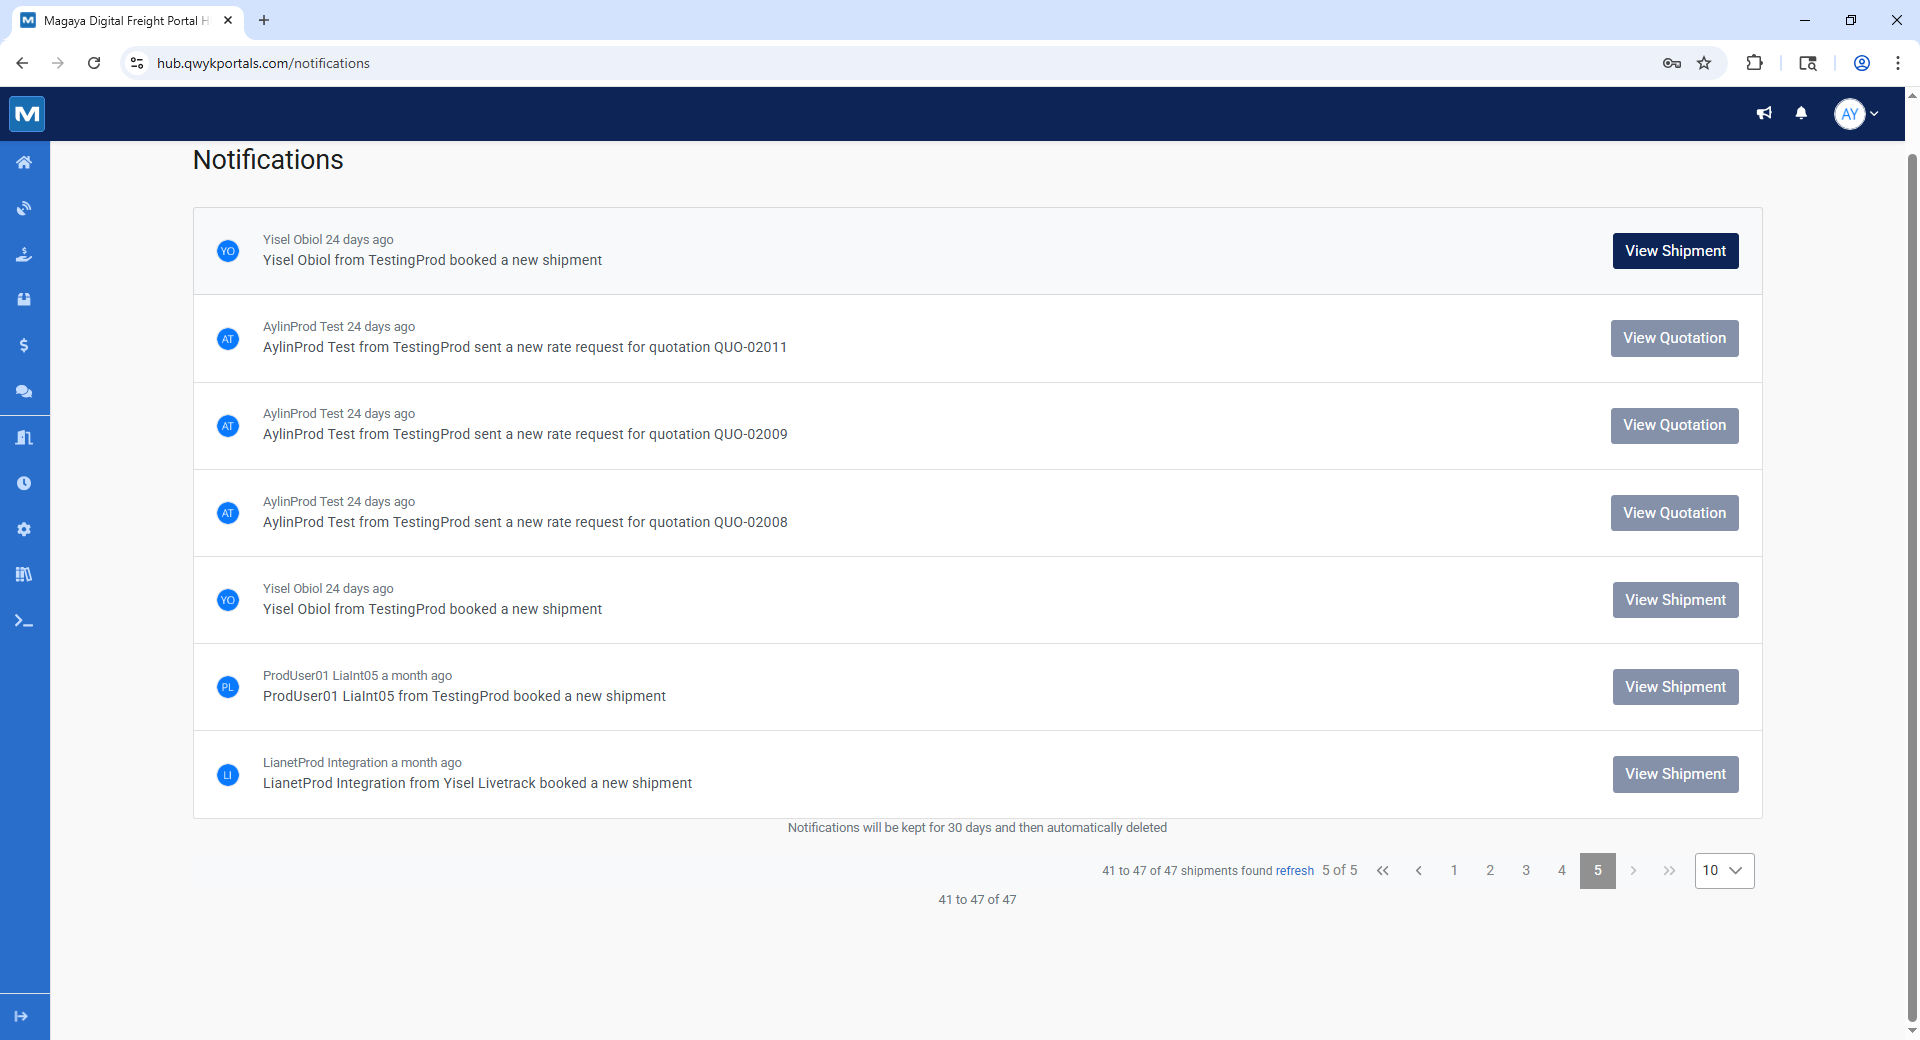 Magaya Digital Freight Portal H
hub.qwykportals.com/notifications
M
AY
Notifications
YO
Yisel Obiol 24 days ago
Yisel Obiol from TestingProd booked a new shipment
View Shipment
AT
AylinProd Test 24 days ago
AylinProd Test from TestingProd sent a new rate request for quotation QUO-02011
View Quotation
AT
AylinProd Test 24 days ago
AylinProd Test from TestingProd sent a new rate request for quotation QUO-02009
View Quotation
AT
AylinProd Test 24 days ago
AylinProd Test from TestingProd sent a new rate request for quotation QUO-02008
View Quotation
YO
Yisel Obiol 24 days ago
Yisel Obiol from TestingProd booked a new shipment
View Shipment
PL
ProdUser01 LiaInt05 a month ago
ProdUser01 LiaInt05 from TestingProd booked a new shipment
View Shipment
LI
LianetProd Integration a month ago
LianetProd Integration from Yisel Livetrack booked a new shipment
View Shipment
Notifications will be kept for 30 days and then automatically deleted
41 to 47 of 47 shipments found refresh 5 of 5 1 2 3 4 5 10
41 to 47 of 47